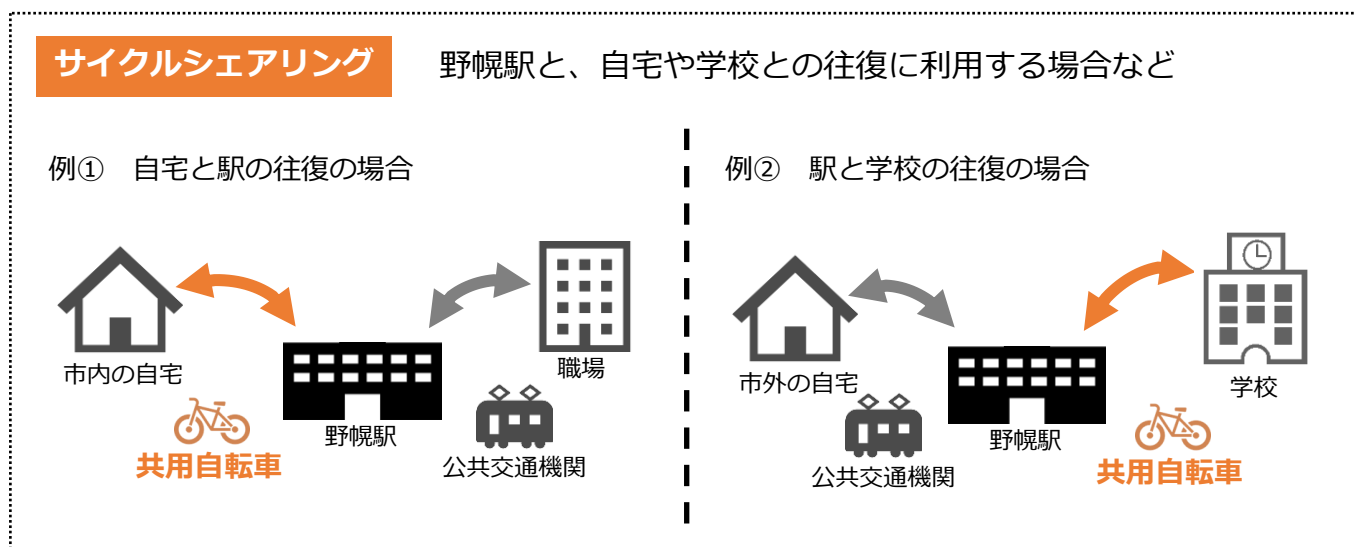 サイクルシェアリング 野幌駅と、自宅や学校との往復に利用する場合など
例① 自宅と駅の往復の場合
市内の自宅
職場
野幌駅
共用自転車
公共交通機関
例② 駅と学校の往復の場合
市外の自宅
学校
野幌駅
公共交通機関
共用自転車